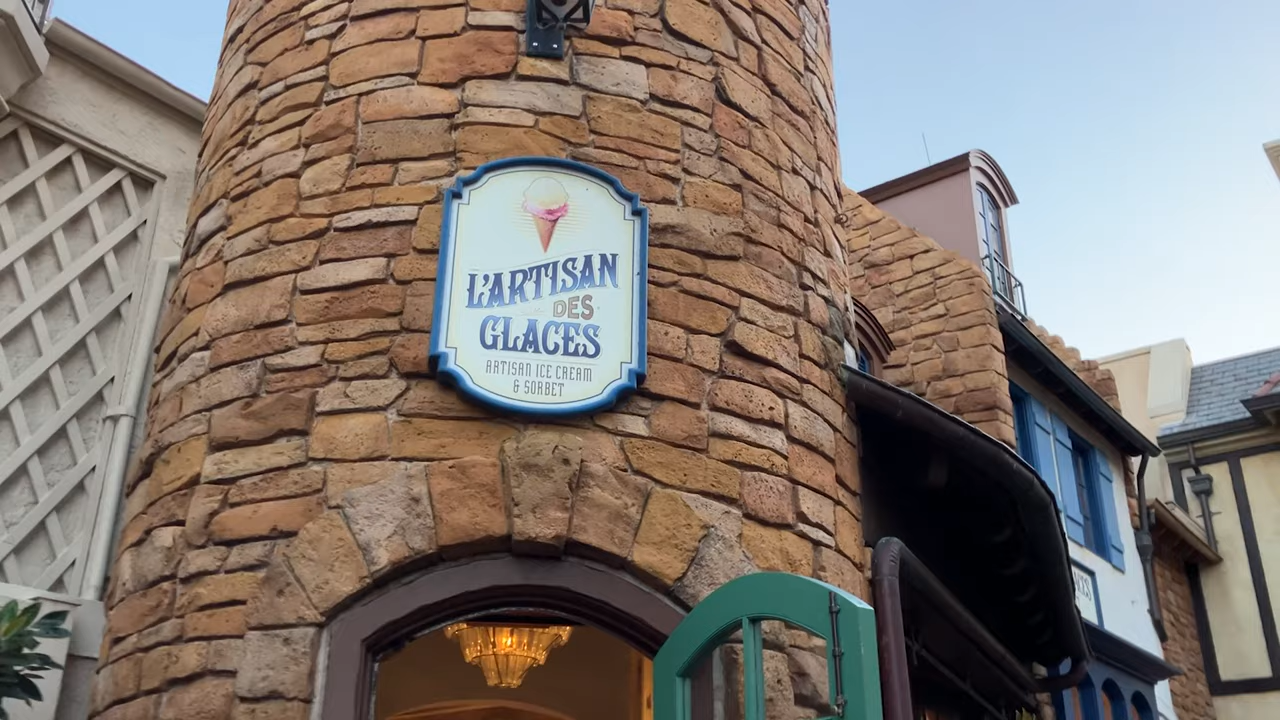 L'ARTISAN
DES
GLACES
ARTISAN ICE CREAM
& SORBET